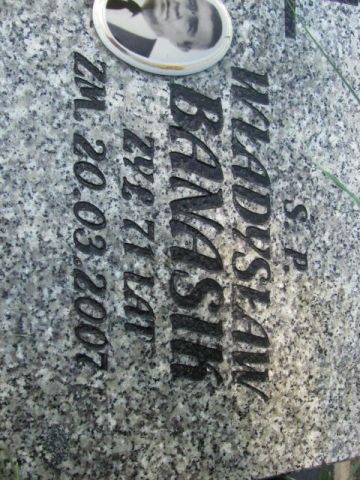 Ś. P.
WŁADYSŁAW
BANASIK
ŻYŁ 71 LAT
ZM. 20.03.2007